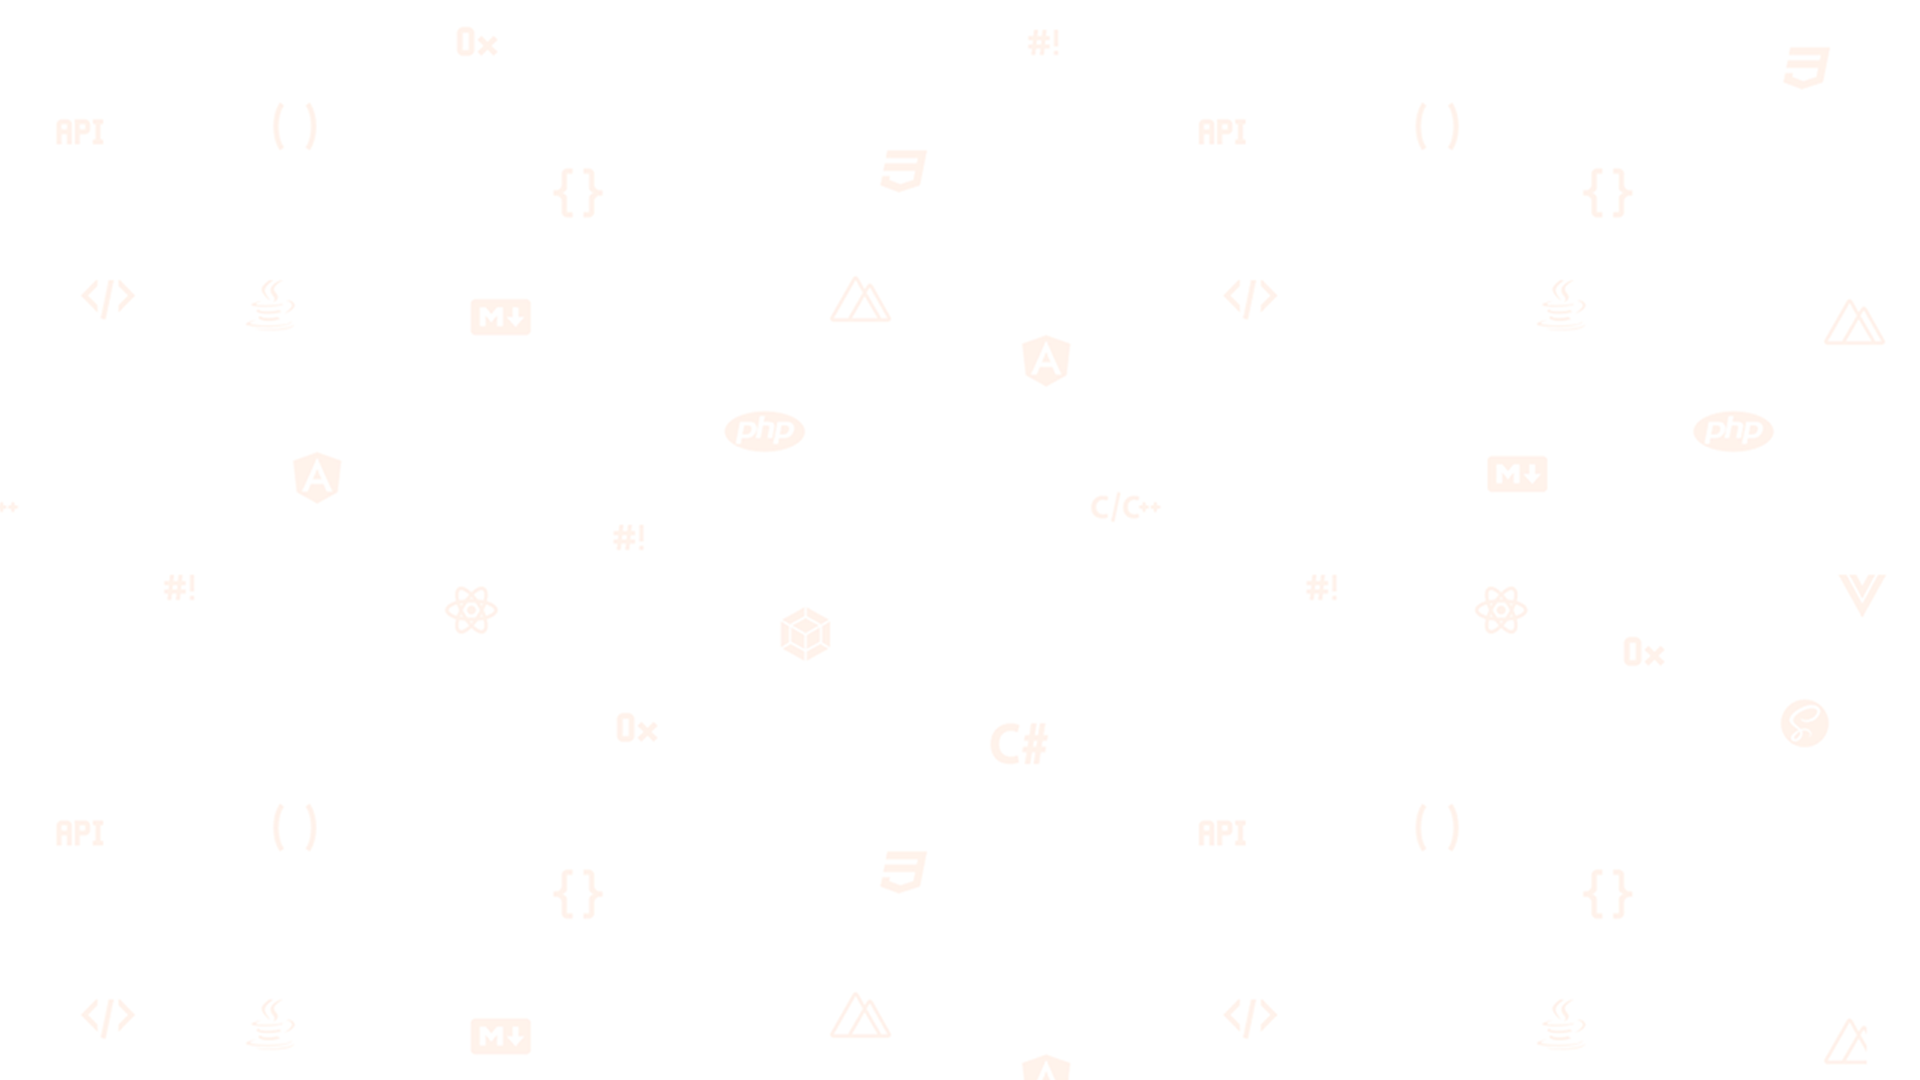 0x
#!
API
( )
API
( )
{}
{}
</>
M
</>
A
php
php
A
M
++
C/C++
#!
#!
#!
0x
0x
C#
API
( )
API
( )
{}
{}
</>
M
</>
A